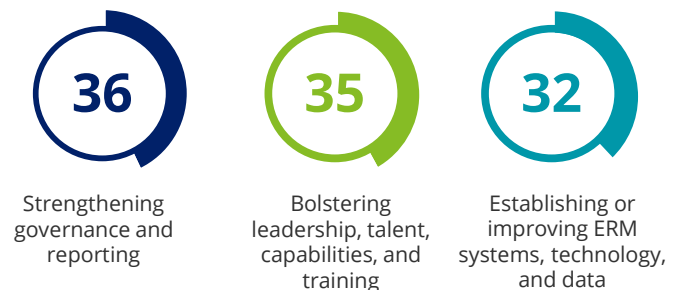 36
Strengthening
governance and
reporting
35
Bolstering
leadership, talent,
capabilities, and
training
32
Establishing or
improving ERM
systems, technology,
and data